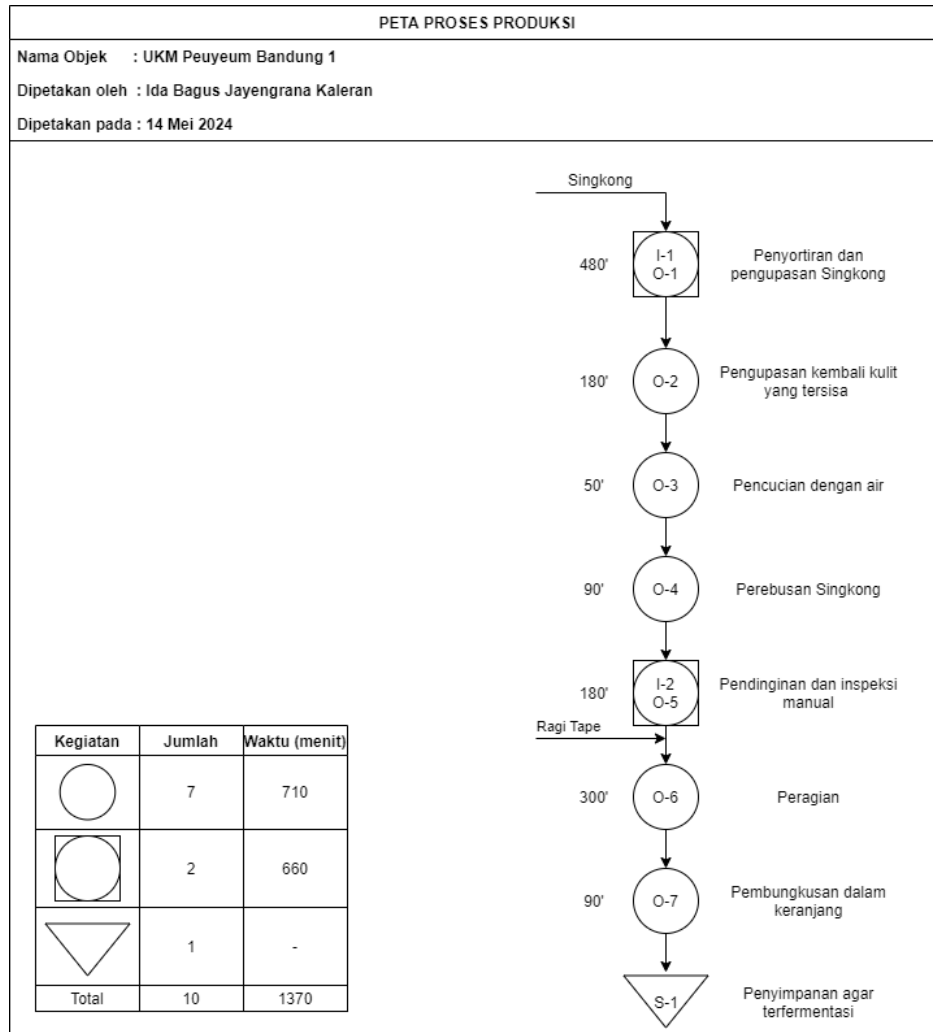 PETA PROSES PRODUKSI
Nama Objek : UKM Peuyeum Bandung 1
Dipetakan oleh : Ida Bagus Jayengrana Kaleran
Dipetakan pada : 14 Mei 2024
Singkong
480'
I-1
O-1
Penyortiran dan
pengupasan Singkong
180'
O-2
Pengupasan kembali kulit
yang tersisa
50'
O-3
Pencucian dengan air
90'
O-4
Perebusan Singkong
180'
I-2
O-5
Pendinginan dan inspeksi
manual
Ragi Tape
300'
O-6
Peragian
90'
O-7
Pembungkusan dalam
keranjang
S-1
Penyimpanan agar
terfermentasi
Kegiatan Jumlah Waktu (menit)
7 710
2 660
1 -
Total 10 1370